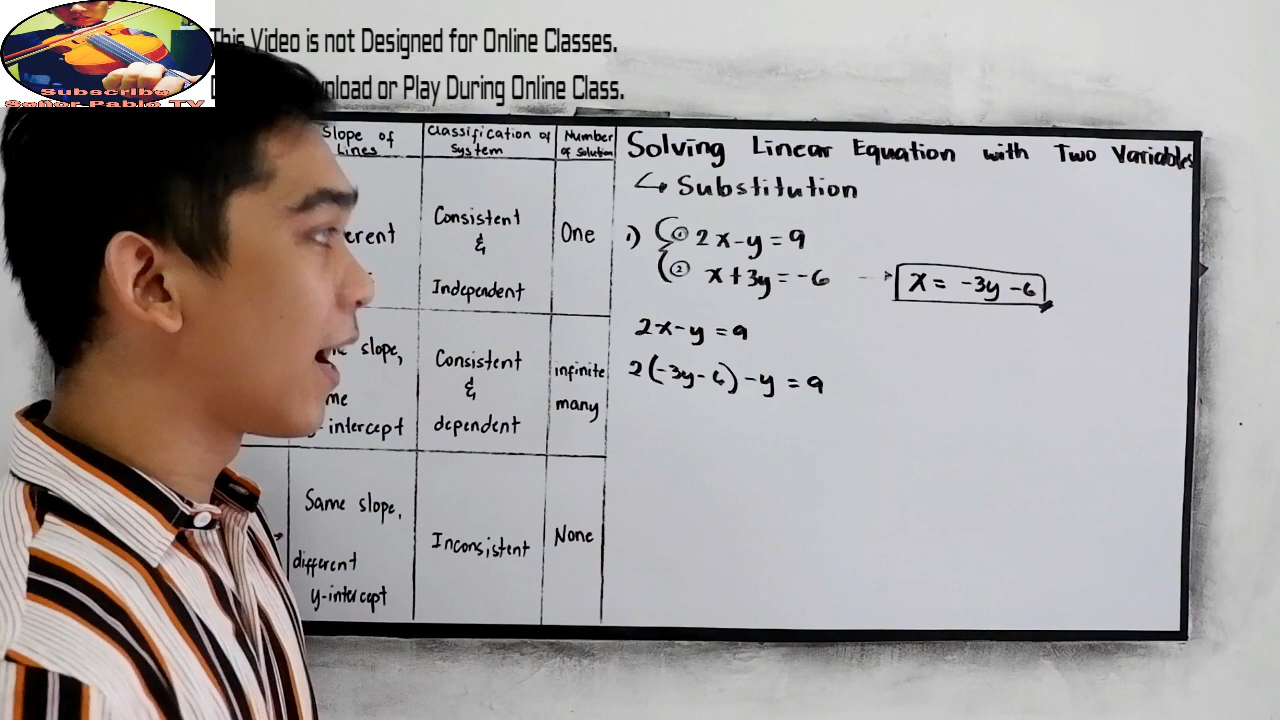 This Video is not Designed for Online Classes.
or Play During Online Class.
Subscribe
Señor Pablo TV
Slope of
Lines
Classification of
System
Number
of solution
Consistent
&
Independent
One
slope,
y-intercept
Consistent
&
dependent
infinite
many
Same slope,
different
y-intercept
Inconsistent
None
Solving Linear Equation with Two Variables
↳ Substitution
1) ① 2x-y=9
② x+3y=-6 → x = -3y -6
2x-y=9
2(-3y-6)-y=9